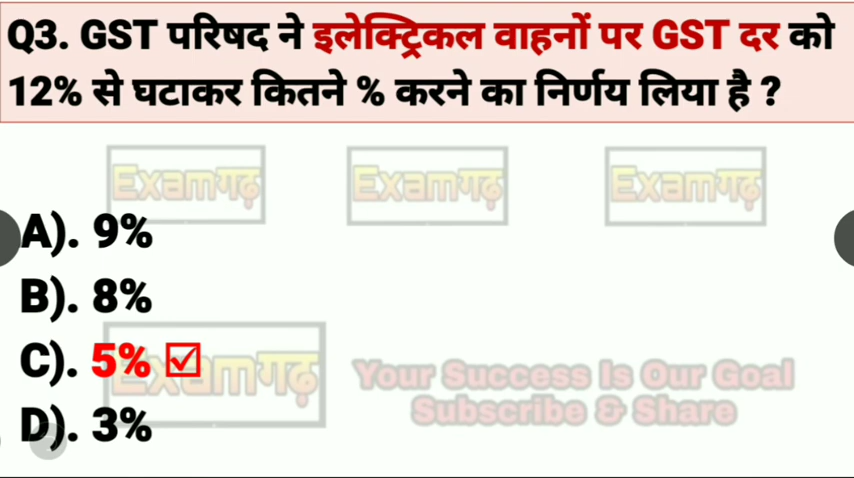 Q3. GST परिषद ने इलेक्ट्रिकल वाहनों पर GST दर को
12% से घटाकर कितने % करने का निर्णय लिया है ?
Examगढ़ Examगढ़ Examगढ़
A). 9%
B). 8%
C). 5% ☑
Examगढ़
Your Success Is Our Goal
Subscribe & Share
D). 3%